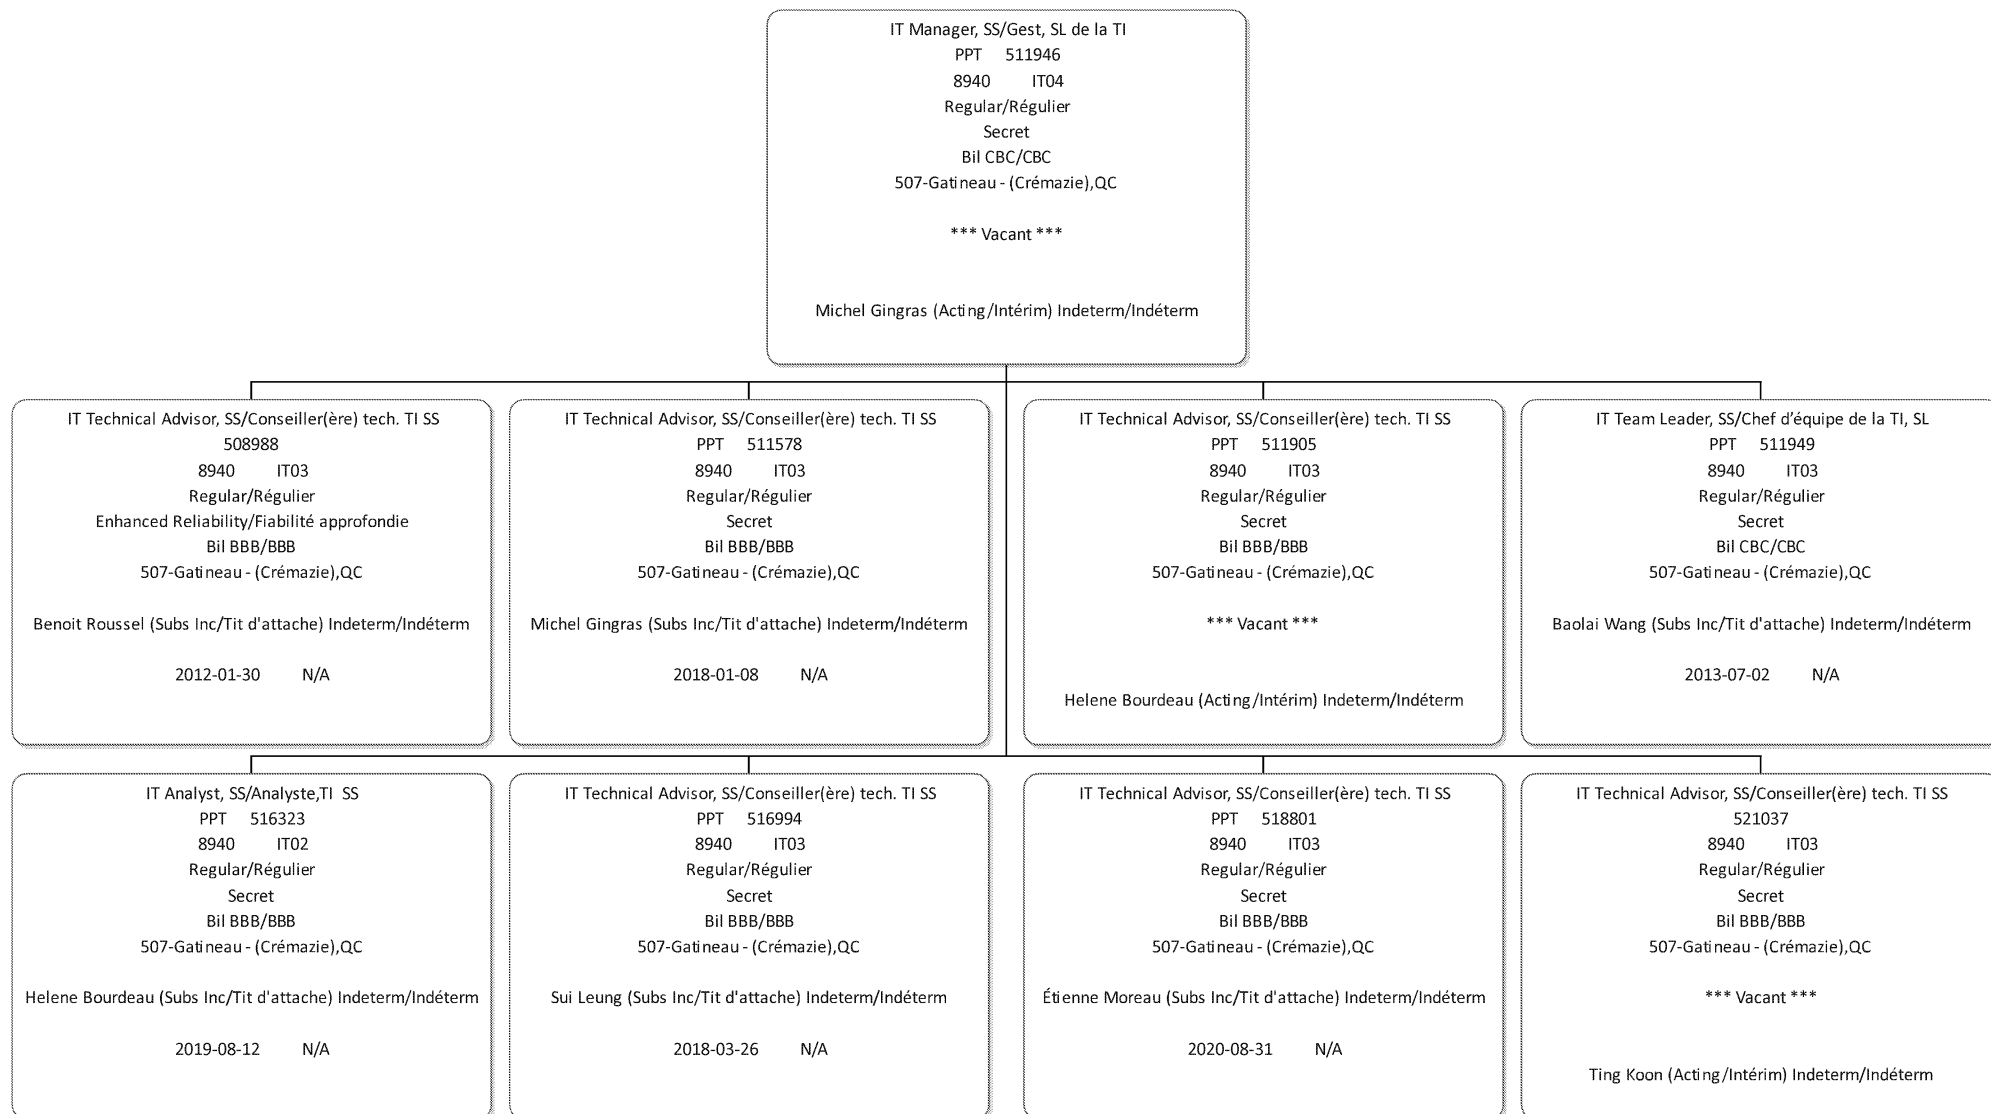 IT Manager, SS/Gest, SL de la TI
PPT 511946
8940 IT04
Regular/Régulier
Secret
Bil CBC/CBC
507-Gatineau - (Crémazie),QC
*** Vacant ***
Michel Gingras (Acting/Intérim) Indeterm/Indéterm
IT Technical Advisor, SS/Conseiller(ère) tech. TI SS
508988
8940 IT03
Regular/Régulier
Enhanced Reliability/Fiabilité approfondie
Bil BBB/BBB
507-Gatineau - (Crémazie),QC
Benoit Roussel (Subs Inc/Tit d'attache) Indeterm/Indéterm
2012-01-30 N/A
IT Technical Advisor, SS/Conseiller(ère) tech. TI SS
PPT 511578
8940 IT03
Regular/Régulier
Secret
Bil BBB/BBB
507-Gatineau - (Crémazie),QC
Michel Gingras (Subs Inc/Tit d'attache) Indeterm/Indéterm
2018-01-08 N/A
IT Technical Advisor, SS/Conseiller(ère) tech. TI SS
PPT 511905
8940 IT03
Regular/Régulier
Secret
Bil BBB/BBB
507-Gatineau - (Crémazie),QC
*** Vacant ***
Helene Bourdeau (Acting/Intérim) Indeterm/Indéterm
IT Team Leader, SS/Chef d’équipe de la TI, SL
PPT 511949
8940 IT03
Regular/Régulier
Secret
Bil CBC/CBC
507-Gatineau - (Crémazie),QC
Baolai Wang (Subs Inc/Tit d'attache) Indeterm/Indéterm
2013-07-02 N/A
IT Analyst, SS/Analyste,TI SS
PPT 516323
8940 IT02
Regular/Régulier
Secret
Bil BBB/BBB
507-Gatineau - (Crémazie),QC
Helene Bourdeau (Subs Inc/Tit d'attache) Indeterm/Indéterm
2019-08-12 N/A
IT Technical Advisor, SS/Conseiller(ère) tech. TI SS
PPT 516994
8940 IT03
Regular/Régulier
Secret
Bil BBB/BBB
507-Gatineau - (Crémazie),QC
Sui Leung (Subs Inc/Tit d'attache) Indeterm/Indéterm
2018-03-26 N/A
IT Technical Advisor, SS/Conseiller(ère) tech. TI SS
PPT 518801
8940 IT03
Regular/Régulier
Secret
Bil BBB/BBB
507-Gatineau - (Crémazie),QC
Étienne Moreau (Subs Inc/Tit d'attache) Indeterm/Indéterm
2020-08-31 N/A
IT Technical Advisor, SS/Conseiller(ère) tech. TI SS
521037
8940 IT03
Regular/Régulier
Secret
Bil BBB/BBB
507-Gatineau - (Crémazie),QC
*** Vacant ***
Ting Koon (Acting/Intérim) Indeterm/Indéterm